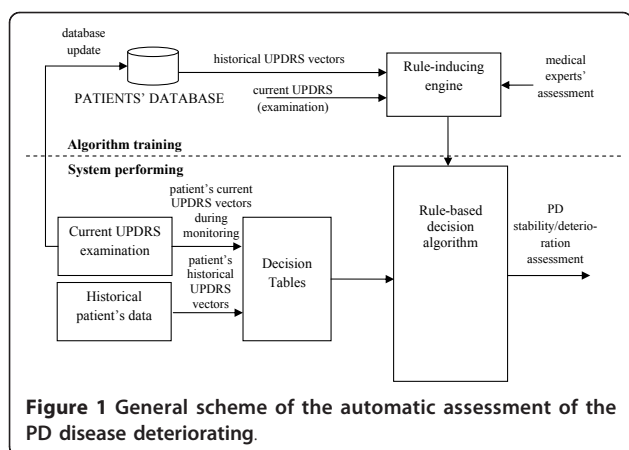 database
update
historical UPDRS vectors
PATIENTS' DATABASE
current UPDRS
(examination)
Rule-inducing
engine
medical
experts'
assessment
Algorithm training
System performing
patient's current
UPDRS vectors
during
monitoring
Current UPDRS
examination
patient's
historical
UPDRS
vectors
Historical
patient's data
Decision
Tables
Rule-based
decision
algorithm
PD
stability/deterio-
ration
assessment
Figure 1 General scheme of the automatic assessment of the
PD disease deteriorating.